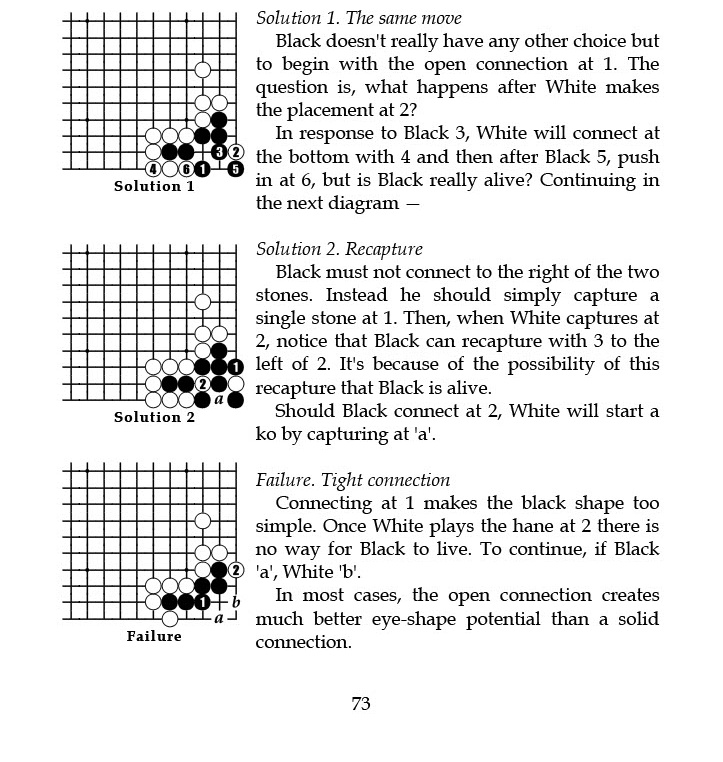 Solution 1. The same move
Black doesn't really have any other choice but
to begin with the open connection at 1. The
question is, what happens after White makes
the placement at 2?
In response to Black 3, White will connect at
the bottom with 4 and then after Black 5, push
in at 6, but is Black really alive? Continuing in
the next diagram —
3 2
4 6 1 5
Solution 1
Solution 2. Recapture
Black must not connect to the right of the two
stones. Instead he should simply capture a
single stone at 1. Then, when White captures at
2, notice that Black can recapture with 3 to the
left of 2. It's because of the possibility of this
recapture that Black is alive.
Should Black connect at 2, White will start a
ko by capturing at 'a'.
1
2
a
Solution 2
Failure. Tight connection
Connecting at 1 makes the black shape too
simple. Once White plays the hane at 2 there is
no way for Black to live. To continue, if Black
'a', White 'b'.
In most cases, the open connection creates
much better eye-shape potential than a solid
connection.
2
1 b
a
Failure
73